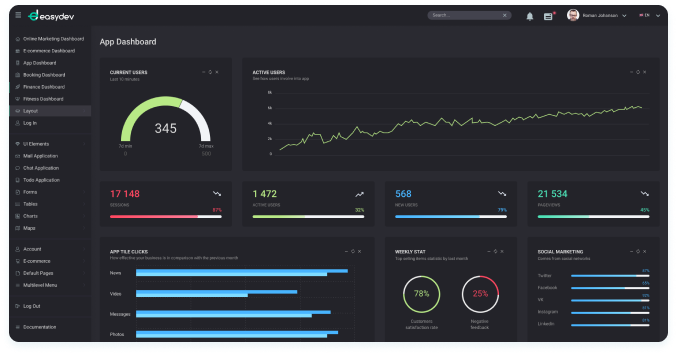 easydev
Search...
Roman Johanson
EN
Online Marketing Dashboard
E-commerce Dashboard
App Dashboard
Booking Dashboard
Finance Dashboard
Fitness Dashboard
Layout
Log In
UI Elements
Mail Application
Chat Application
Todo Application
Forms
Tables
Charts
Maps
Account
E-commerce
Default Pages
Multilevel Menu
Log Out
Documentation
App Dashboard
CURRENT USERS
Last 10 minutes
345
7d min
0
7d max
500
ACTIVE USERS
See how users involve into app
8k
6k
4k
2k
0
17 148
SESSIONS
1 472
ACTIVE USERS
52%
568
NEW USERS
79%
21 534
PAGEVIEWS
APP TILE CLICKS
How effective your business is in comparison with the previous month
News
Video
Messages
Photos
WEEKLY STAT
Top selling items statistic by last month
78%
Customers
satisfaction rate
25%
Negative
feedback
SOCIAL MARKETING
Comes from social networks
Twitter
Facebook
VK
Instagram
LinkedIn